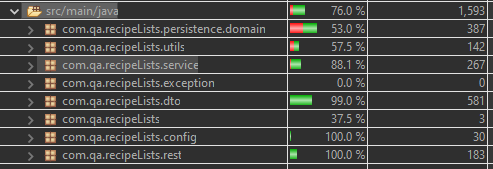 src/main/java 76.0 % 1,593
com.qa.recipeLists.persistence.domain 53.0 % 387
com.qa.recipeLists.utils 57.5 % 142
com.qa.recipeLists.service 88.1 % 267
com.qa.recipeLists.exception 0.0 % 0
com.qa.recipeLists.dto 99.0 % 581
com.qa.recipeLists 37.5 % 3
com.qa.recipeLists.config 100.0 % 30
com.qa.recipeLists.rest 100.0 % 183